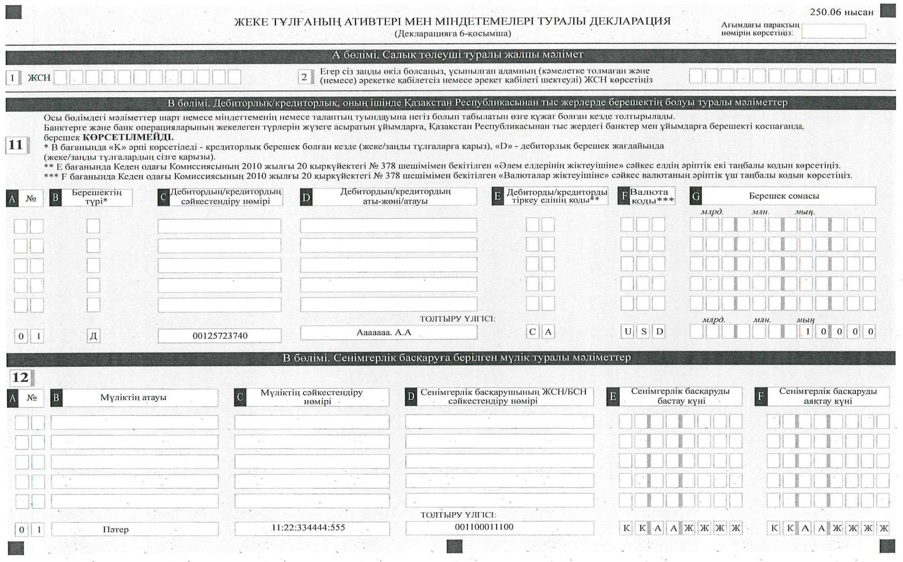 250.06 нысан
ЖЕКЕ ТҰЛҒАНЫҢ АТИВТЕРІ МЕН МІНДЕТЕМЕЛЕРІ ТУРАЛЫ ДЕКЛАРАЦИЯ
(Декларацияға 6-қосымша)
Ағымдағы парақтың
нөмірін көрсетіңіз:
А бөлімі. Салық төлеуші туралы жалпы мәлімет
1 ЖСН
2 Егер сіз заңды өкіл болсаңыз, ұсынылған адамның (кәмелетке толмаған және
(немесе) әрекетке қабілетсіз немесе әрекет қабілеті шектеулі) ЖСН көрсетіңіз
В бөлімі. Дебиторлық/кредиторлық, оның ішінде Қазақстан Республикасынан тыс жерлерде берешектің болуы туралы мәліметтер
11
Осы бөлімдегі мәліметтер шарт немесе міндеттеменің немесе талаптың туындауына негіз болып табылатын өзге құжат болған кезде толтырылады.
Банктерге және банк операцияларының жекелеген түрлерін жүзеге асыратын ұйымдарға, Қазақстан Республикасынан тыс жердегі банктер мен ұйымдарға берешекті қоспағанда,
берешек КӨРСЕТІЛМЕЙДІ.
* В бағанында «К» әрпі көрсетіледі - кредиторлық берешек болған кезде (жеке/заңды тұлғаларға қарыз), «D» - дебиторлық берешек жағдайында
(жеке/заңды тұлғалардың сізге қарызы).
** Е бағанында Кеден одағы Комиссиясының 2010 жылғы 20 қыркүйектегі № 378 шешімімен бекітілген «Әлем елдерінің жіктеуішіне» сәйкес елдің әріптік екі таңбалы кодын көрсетіңіз.
*** F бағанында Кеден одағы Комиссиясының 2010 жылғы 20 қыркүйектегі № 378 шешімімен бекітілген «Валюталар жіктеуішіне» сәйкес валютаның әріптік үш таңбалы кодын көрсетіңіз.
A № B Берешектің түрі* C Дебитордың/кредитордың сәйкестендіру нөмірі D Дебитордың/кредитордың аты-жөні/атауы E Дебиторды/кредиторды тіркеу елінің коды** F Валюта коды*** G Берешек сомасы
млрд. млн. мың.
ТОЛТЫРУ ҮЛГІСІ:
млрд. млн. мың
0 1 Д 00125723740 Ааааааа. А.А C A U S D 1 0 0 0 0
В бөлімі. Сенімгерлік басқаруға берілген мүлік туралы мәліметтер
12
A № B Мүліктің атауы C Мүліктің сәйкестендіру нөмірі D Сенімгерлік басқарушының ЖСН/БСН сәйкестендіру нөмірі E Сенімгерлік басқаруды бастау күні F Сенімгерлік басқаруды аяқтау күні
ТОЛТЫРУ ҮЛГІСІ:
0 1 Пәтер 11:22:334444:555 001100011100 К К А А Ж Ж Ж Ж К К А А Ж Ж Ж Ж